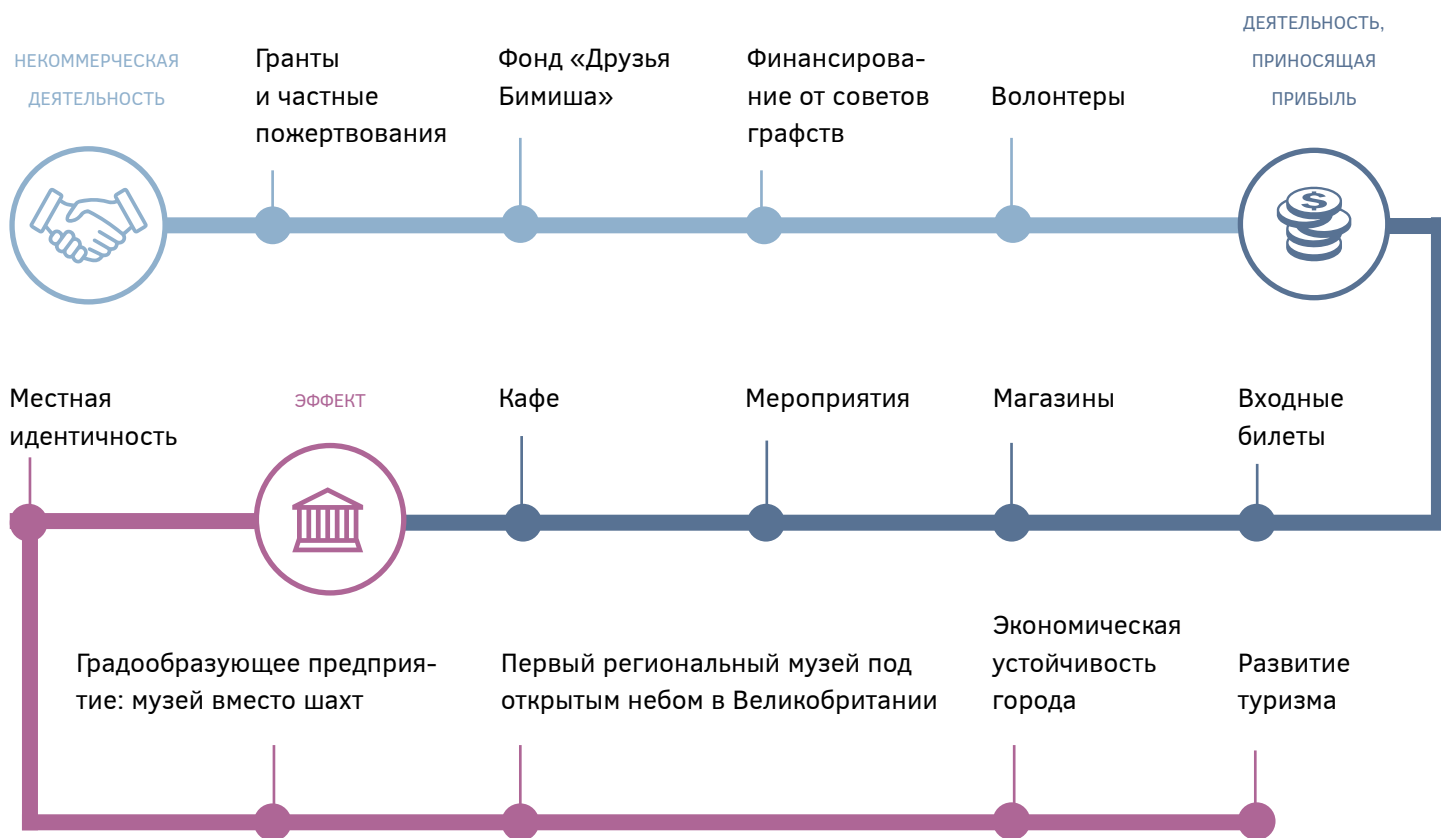 НЕКОММЕРЧЕСКАЯ
ДЕЯТЕЛЬНОСТЬ
Гранты
и частные
пожертвования
Фонд «Друзья
Бимиша»
Финансирова-
ние от советов
графств
Волонтеры
ДЕЯТЕЛЬНОСТЬ,
ПРИНОСЯЩАЯ
ПРИБЫЛЬ
$
Местная
идентичность
ЭФФЕКТ
Кафе
Мероприятия
Магазины
Входные
билеты
Градообразующее предприя-
тие: музей вместо шахт
Первый региональный музей под
открытым небом в Великобритании
Экономическая
устойчивость
города
Развитие
туризма